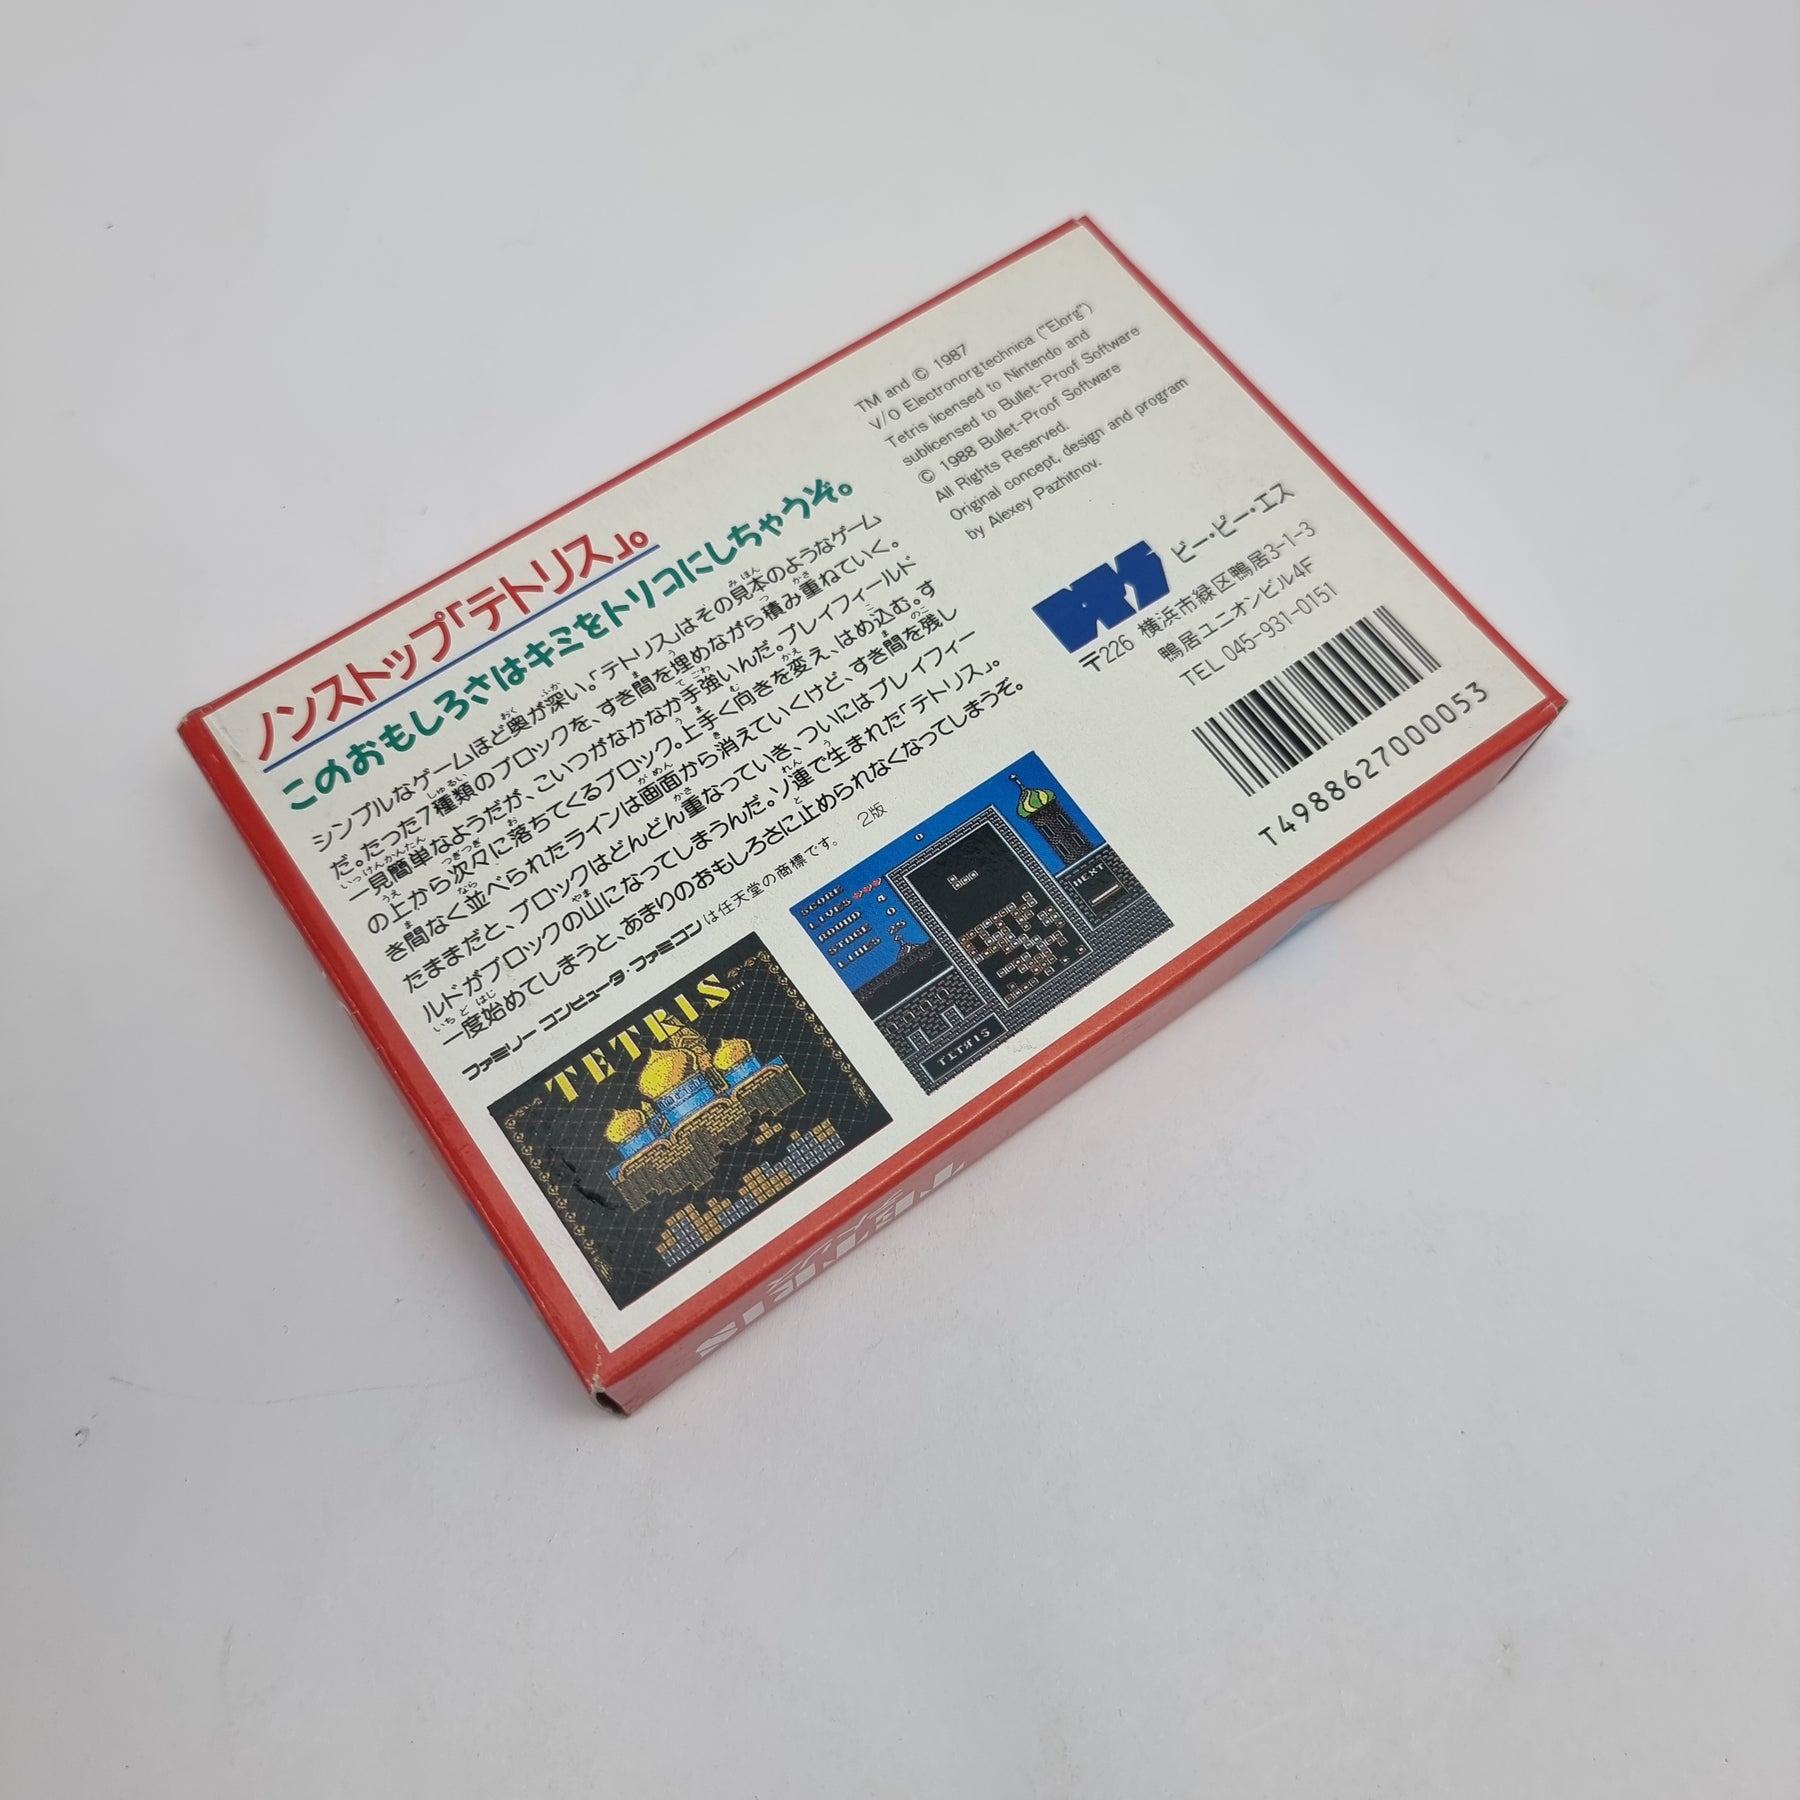 ノンストップ「テトリス」。
このおもしろさはキミをトリコにしちゃうぞ。
シンプルなゲームほど奥が深い。「テトリス」はその見本のようなゲーム
だ。たった7種類のブロックを、すき間を埋めながら積み重ねていく。
一見簡単なようだが、こいつがなかなか手強いんだ。プレイフィールド
の上から次々に落ちてくるブロック。上手く向きを変え、はめ込む。す
き間なく並べられたラインは画面から消えていくけど、すき間を残し
たままだと、ブロックはどんどん重なっていき、ついにはプレイフィー
ルドがブロックの山になってしまうんだ。ソ連で生まれた「テトリス」。
一度始めてしまうと、あまりのおもしろさに止められなくなってしまうぞ。
ファミリーコンピュータ・ファミコンは任天堂の商標です。 2版
TM and © 1987
V/O Electronorgtechnica ("Elorg")
Tetris licensed to Nintendo and
sublicensed to Bullet-Proof Software
© 1988 Bullet-Proof Software
All Rights Reserved.
Original concept, design and program
by Alexey Pazhitnov.
BPS ビー・ピー・エス
〒226 横浜市緑区鴨居3-1-3
鴨居ユニオンビル4F
TEL 045-931-0151
T4988627000053
TETRIS™
SCORE 0
LIVES
ROUND 4
STAGE 0
LINES 25
NEXT
TETRIS
TETRIS